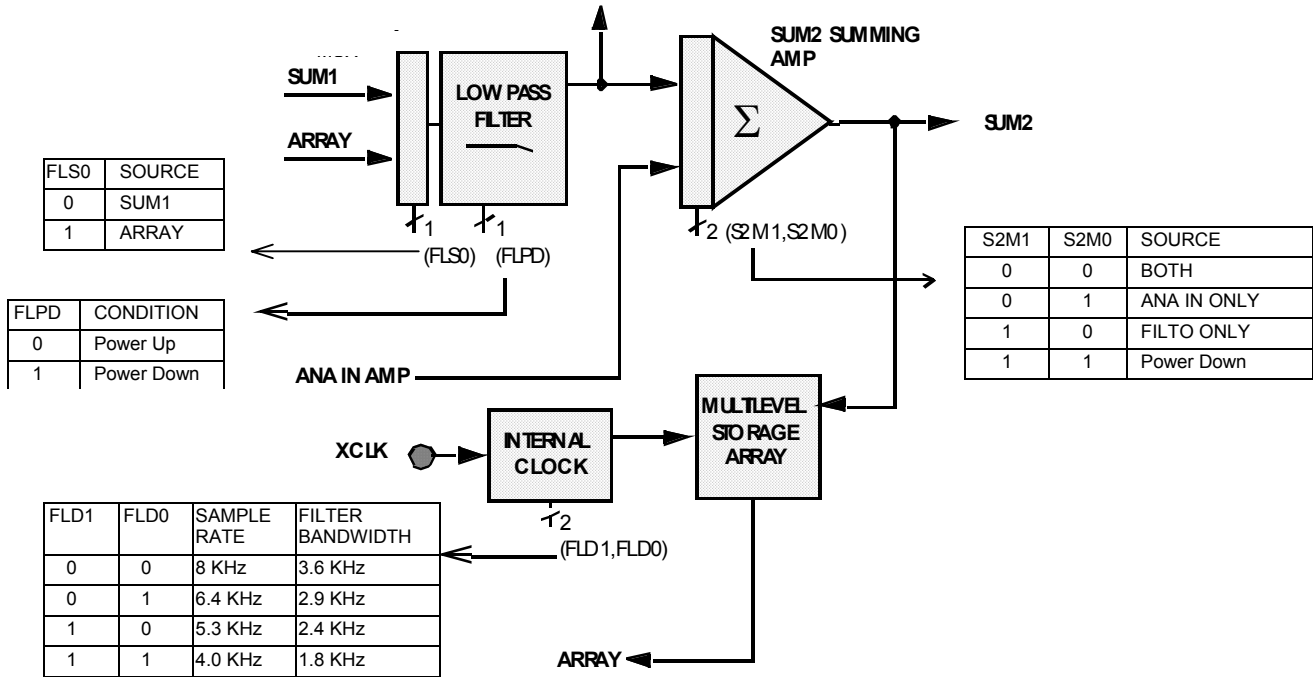 SUM2 SUMMING
AMP
SUM1
LOW PASS
FILTER
Σ
SUM2
ARRAY
FLS0 SOURCE
0 SUM1
1 ARRAY
1
(FLS0)
1
(FLPD)
2 (S2M1,S2M0)
S2M1 S2M0 SOURCE
0 0 BOTH
0 1 ANA IN ONLY
1 0 FILTO ONLY
1 1 Power Down
FLPD CONDITION
0 Power Up
1 Power Down
ANA IN AMP
MULTILEVEL
STORAGE
ARRAY
XCLK
INTERNAL
CLOCK
2
(FLD1,FLD0)
FLD1 FLD0 SAMPLE RATE FILTER BANDWIDTH
0 0 8 KHz 3.6 KHz
0 1 6.4 KHz 2.9 KHz
1 0 5.3 KHz 2.4 KHz
1 1 4.0 KHz 1.8 KHz
ARRAY